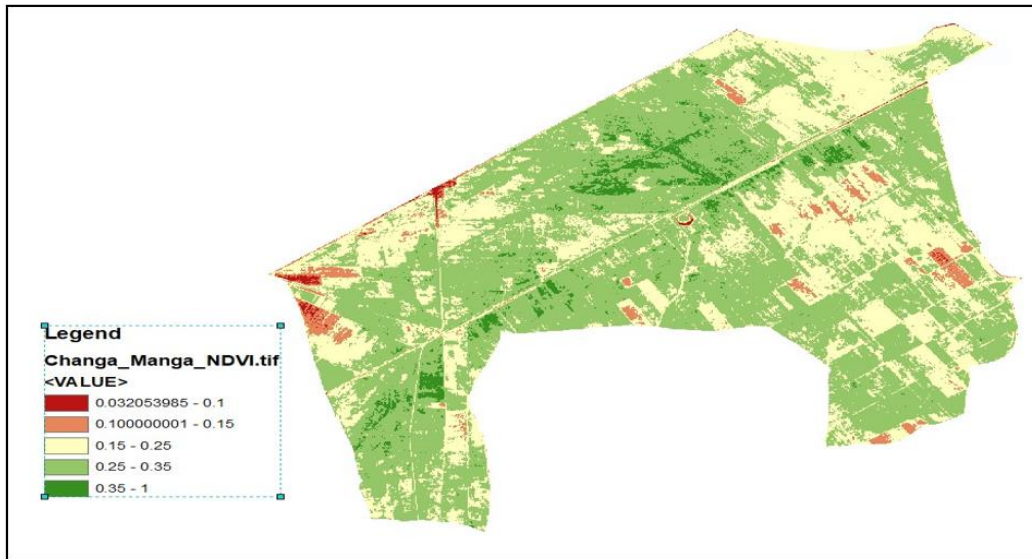 Legend
Changa_Manga_NDVI.tif
<VALUE>
0.032053985 - 0.1
0.100000001 - 0.15
0.15 - 0.25
0.25 - 0.35
0.35 - 1